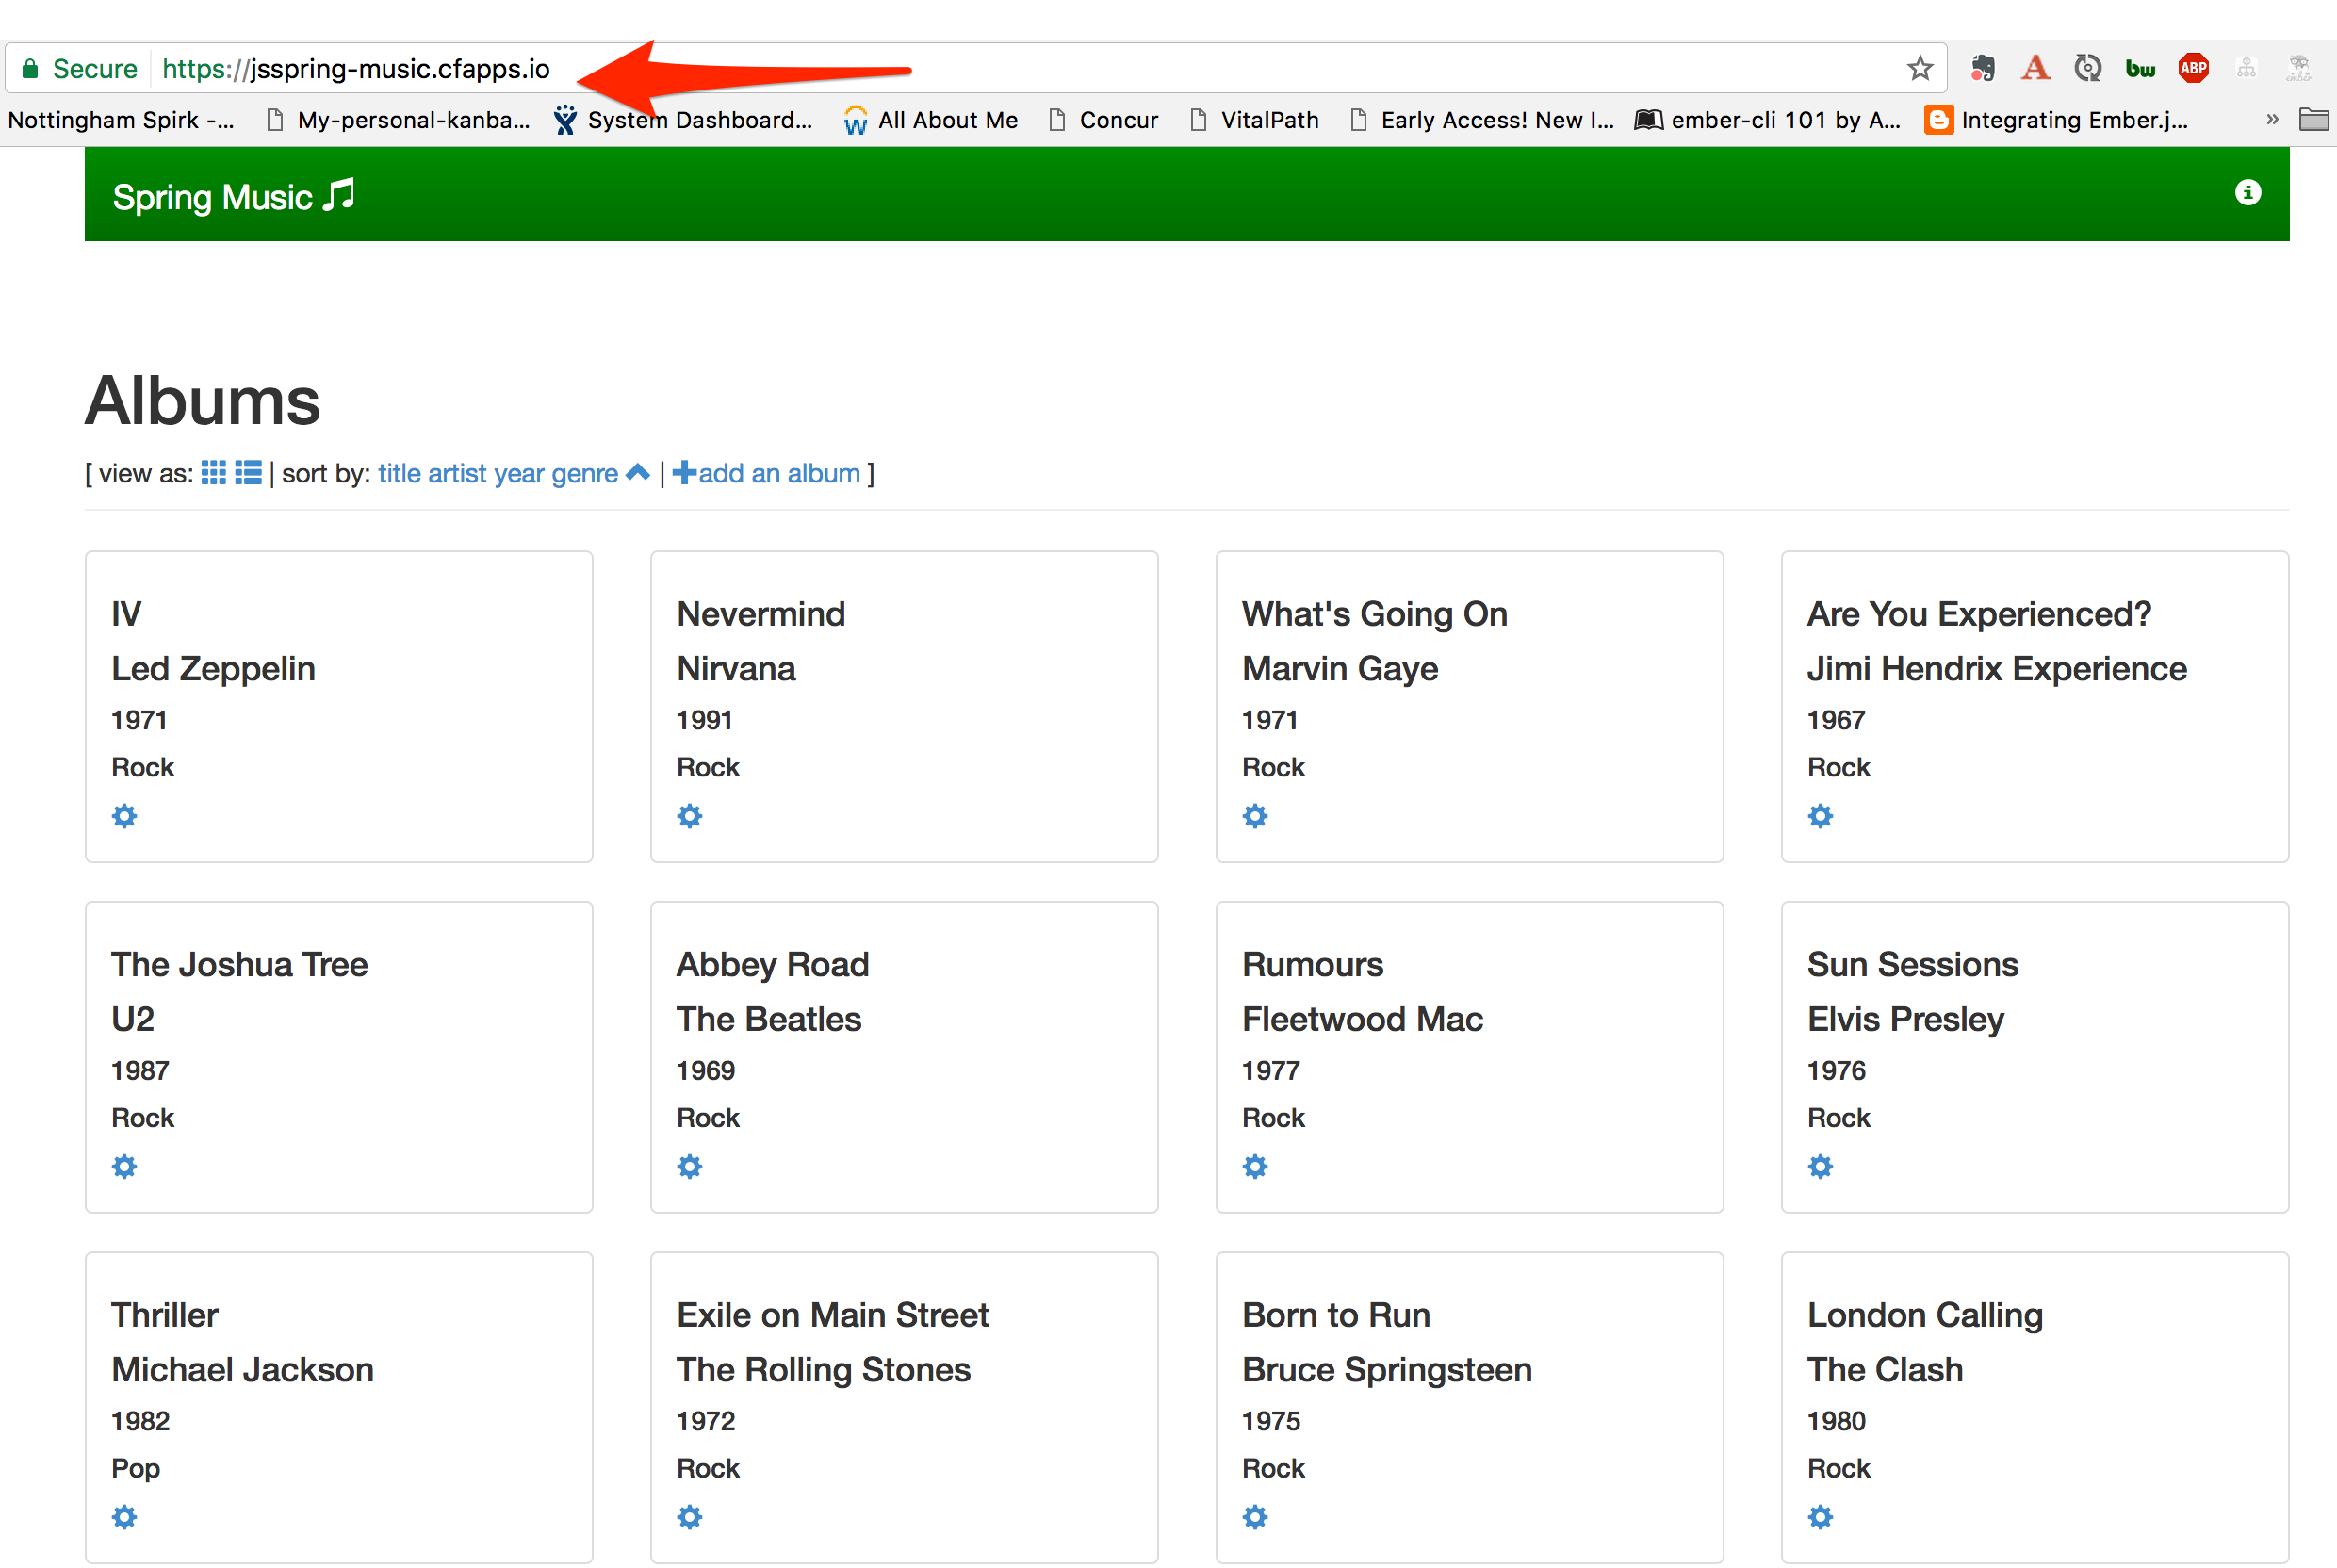 Secure https://jsspring-music.cfapps.io
bw ABP
Nottingham Spirk -... My-personal-kanba... System Dashboard... All About Me Concur VitalPath Early Access! New I... ember-cli 101 by A... Integrating Ember.j... »
Spring Music
Albums
[ view as: | sort by: title artist year genre | add an album ]
IV
Led Zeppelin
1971
Rock
Nevermind
Nirvana
1991
Rock
What's Going On
Marvin Gaye
1971
Rock
Are You Experienced?
Jimi Hendrix Experience
1967
Rock
The Joshua Tree
U2
1987
Rock
Abbey Road
The Beatles
1969
Rock
Rumours
Fleetwood Mac
1977
Rock
Sun Sessions
Elvis Presley
1976
Rock
Thriller
Michael Jackson
1982
Pop
Exile on Main Street
The Rolling Stones
1972
Rock
Born to Run
Bruce Springsteen
1975
Rock
London Calling
The Clash
1980
Rock